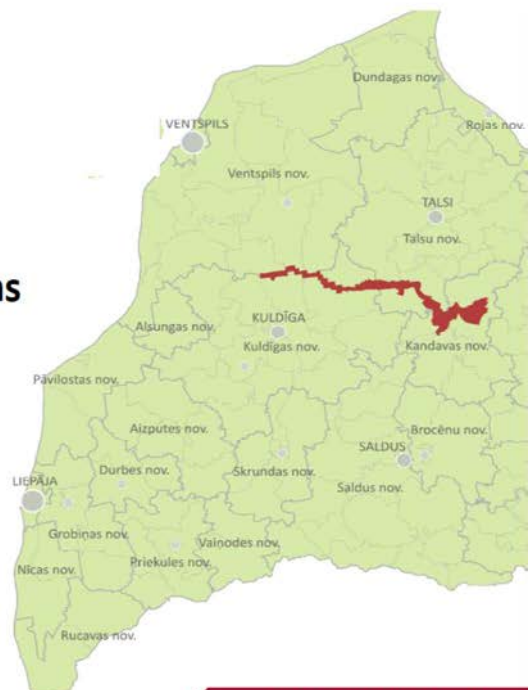 Dundagas nov.
Rojas nov.
VENTSPILS
Ventspils nov.
TALSI
Talsu nov.
ns
KULDĪGA
Alsungas nov.
Kuldīgas nov.
Kandavas nov.
Pāvilostas nov.
Aizputes nov.
Brocēnu nov.
SALDUS
Durbes nov.
Skrundas nov.
LIEPĀJA
Saldus nov.
Grobiņas nov.
Vaiņodes nov.
Nīcas nov.
Priekules nov.
Rucavas nov.